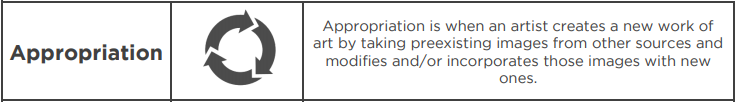 Appropriation
Appropriation is when an artist creates a new work of
art by taking preexisting images from other sources and
modifies and/or incorporates those images with new
ones.